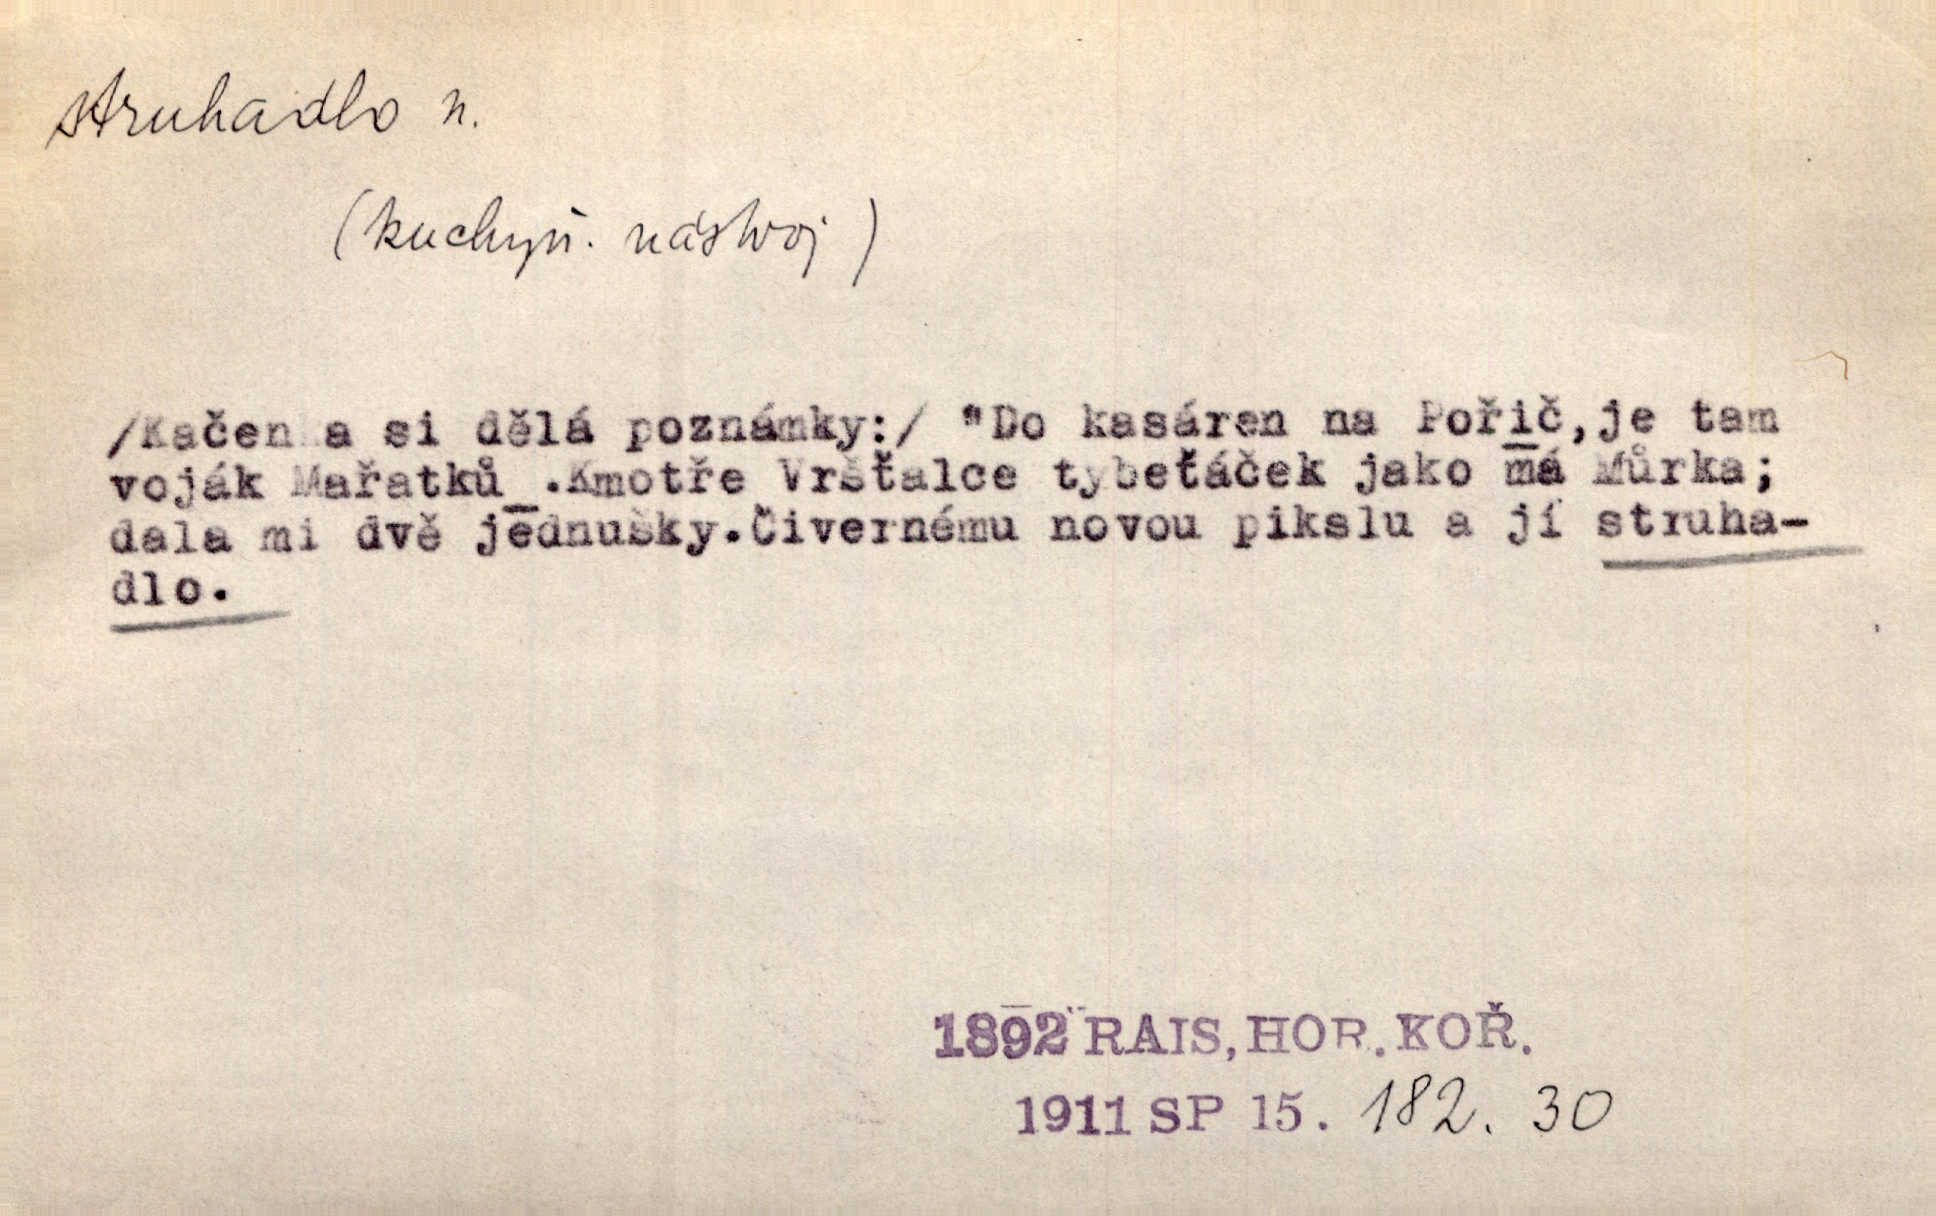 struhadlo n.
(kuchyň. nástroj)
/Kačenka si dělá poznámky:/ "Do kasáren na Pořič,je tam
voják Mařatků .Kmotře Vršťalce tybeťáček jako má Můrka;
dala mi dvě jednušky.Čivernému novou pikslu a jí struha-
dlo.
1892 RAIS, HOR. KOŘ.
1911 SP 15. 182. 30